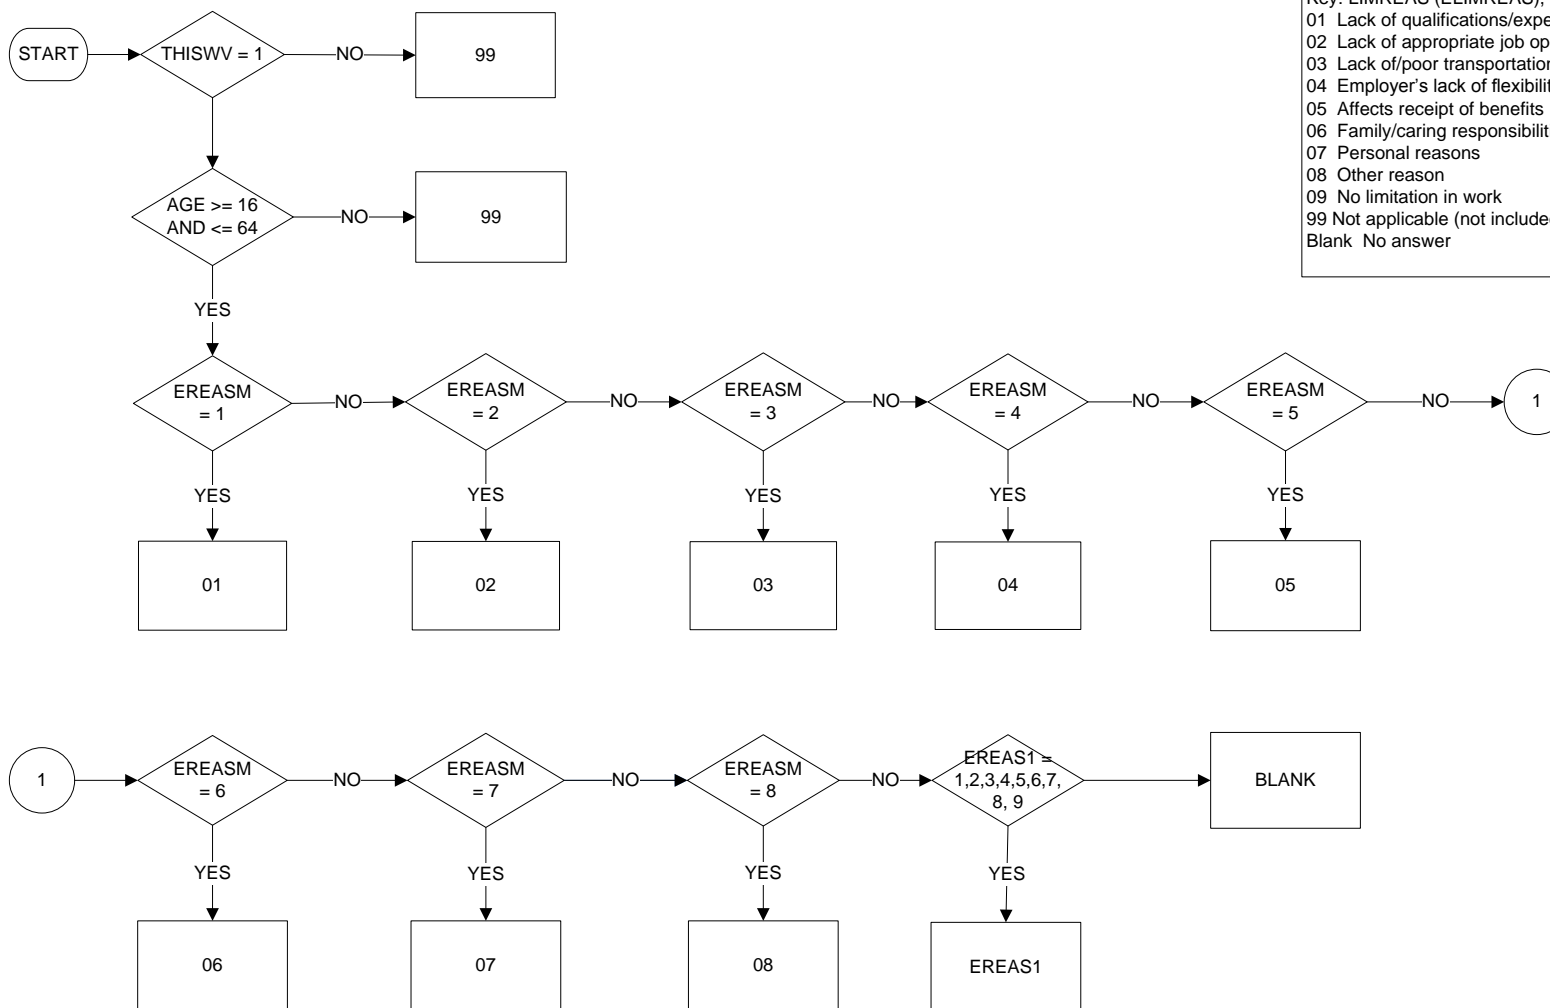 START
THISWV = 1
NO
99
Key: LIMREAS (ELIMREAS),
01 Lack of qualifications/expe
02 Lack of appropriate job op
03 Lack of/poor transportation
04 Employer's lack of flexibilit
05 Affects receipt of benefits
06 Family/caring responsibilit
07 Personal reasons
08 Other reason
09 No limitation in work
99 Not applicable (not include
Blank No answer
AGE >= 16
AND <= 64
NO
99
YES
EREASM
= 1
NO
EREASM
= 2
NO
EREASM
= 3
NO
EREASM
= 4
NO
EREASM
= 5
NO
1
YES
YES
YES
YES
YES
01
02
03
04
05
1
EREASM
= 6
NO
EREASM
= 7
NO
EREASM
= 8
NO
EREAS1 =
1,2,3,4,5,6,7,
8, 9
BLANK
YES
YES
YES
YES
06
07
08
EREAS1